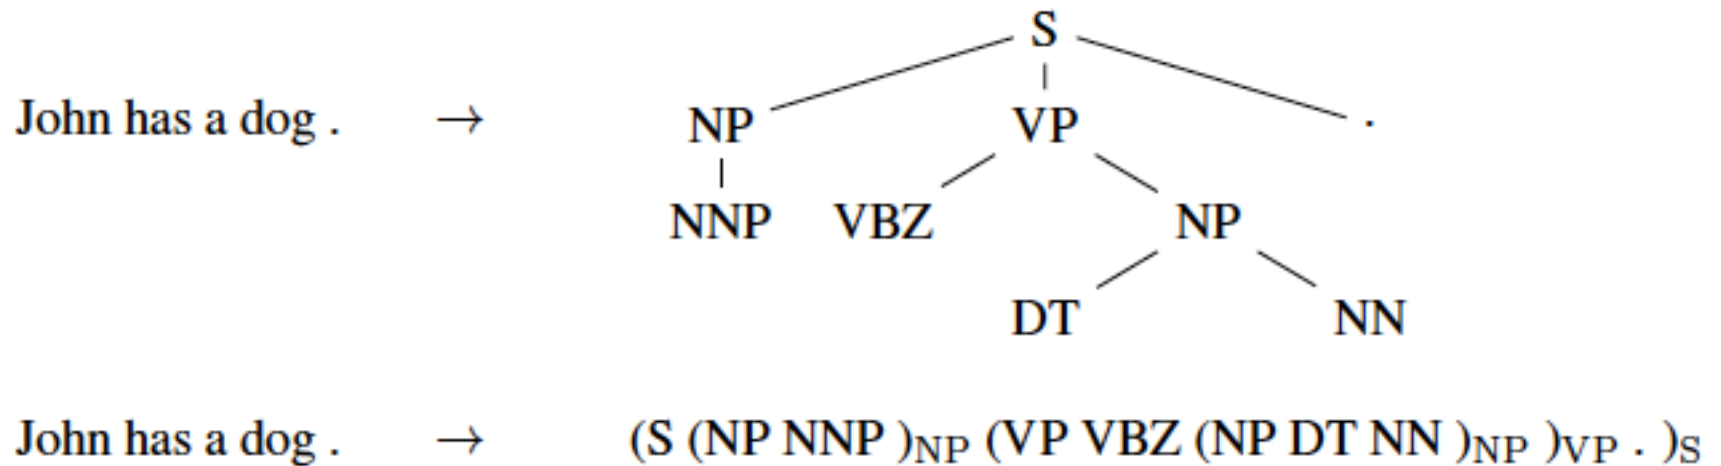 S
John has a dog . → NP VP .
NNP VBZ NP
DT NN
John has a dog . → (S (NP NNP )NP (VP VBZ (NP DT NN )NP )VP . )S